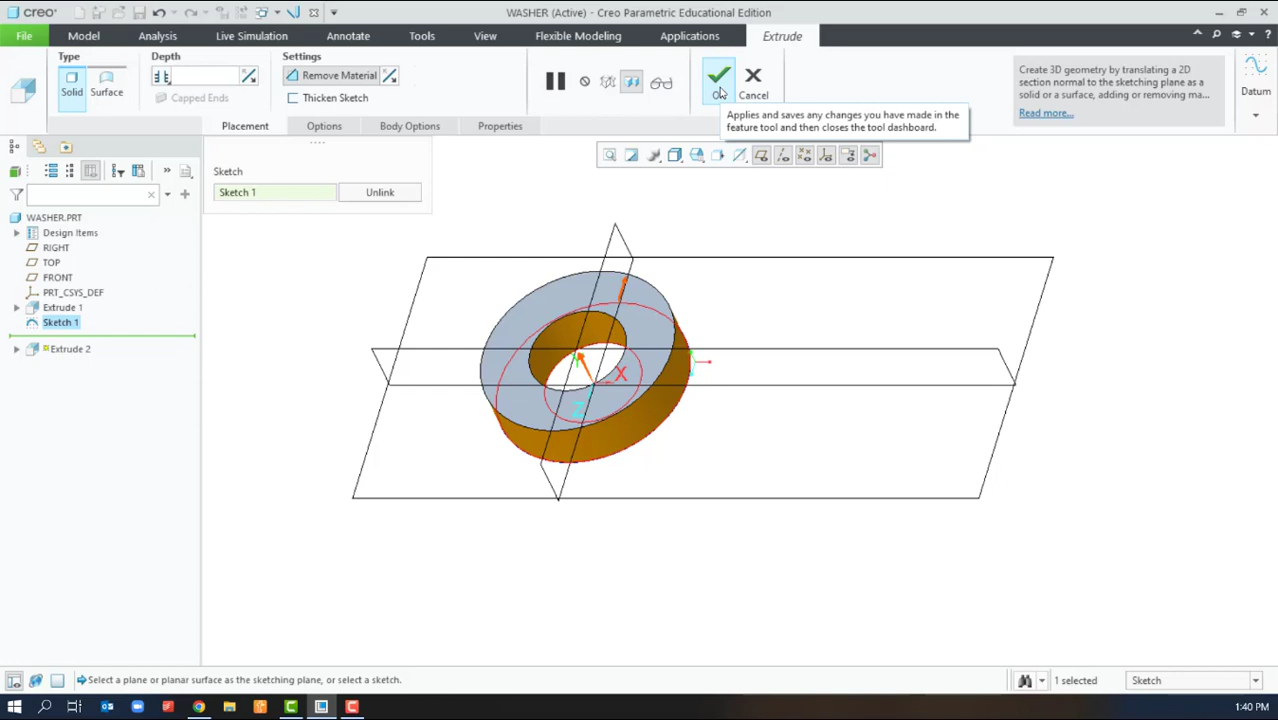 creo®
WASHER (Active) - Creo Parametric Educational Edition
File
Model
Analysis
Live Simulation
Annotate
Tools
View
Flexible Modeling
Applications
Extrude
Type
Depth
Settings
Solid
Surface
Capped Ends
Remove Material
Thicken Sketch
Cancel
Create 3D geometry by translating a 2D
section normal to the sketching plane as a
solid or a surface, adding or removing ma...
Read more...
Datum
Applies and saves any changes you have made in the
feature tool and then closes the tool dashboard.
Placement
Options
Body Options
Properties
Sketch
Sketch 1
Unlink
WASHER.PRT
Design Items
RIGHT
TOP
FRONT
PRT_CSYS_DEF
Extrude 1
Sketch 1
Extrude 2
Y
X
Z
Select a plane or planar surface as the sketching plane, or select a sketch.
1 selected
Sketch
1:40 PM